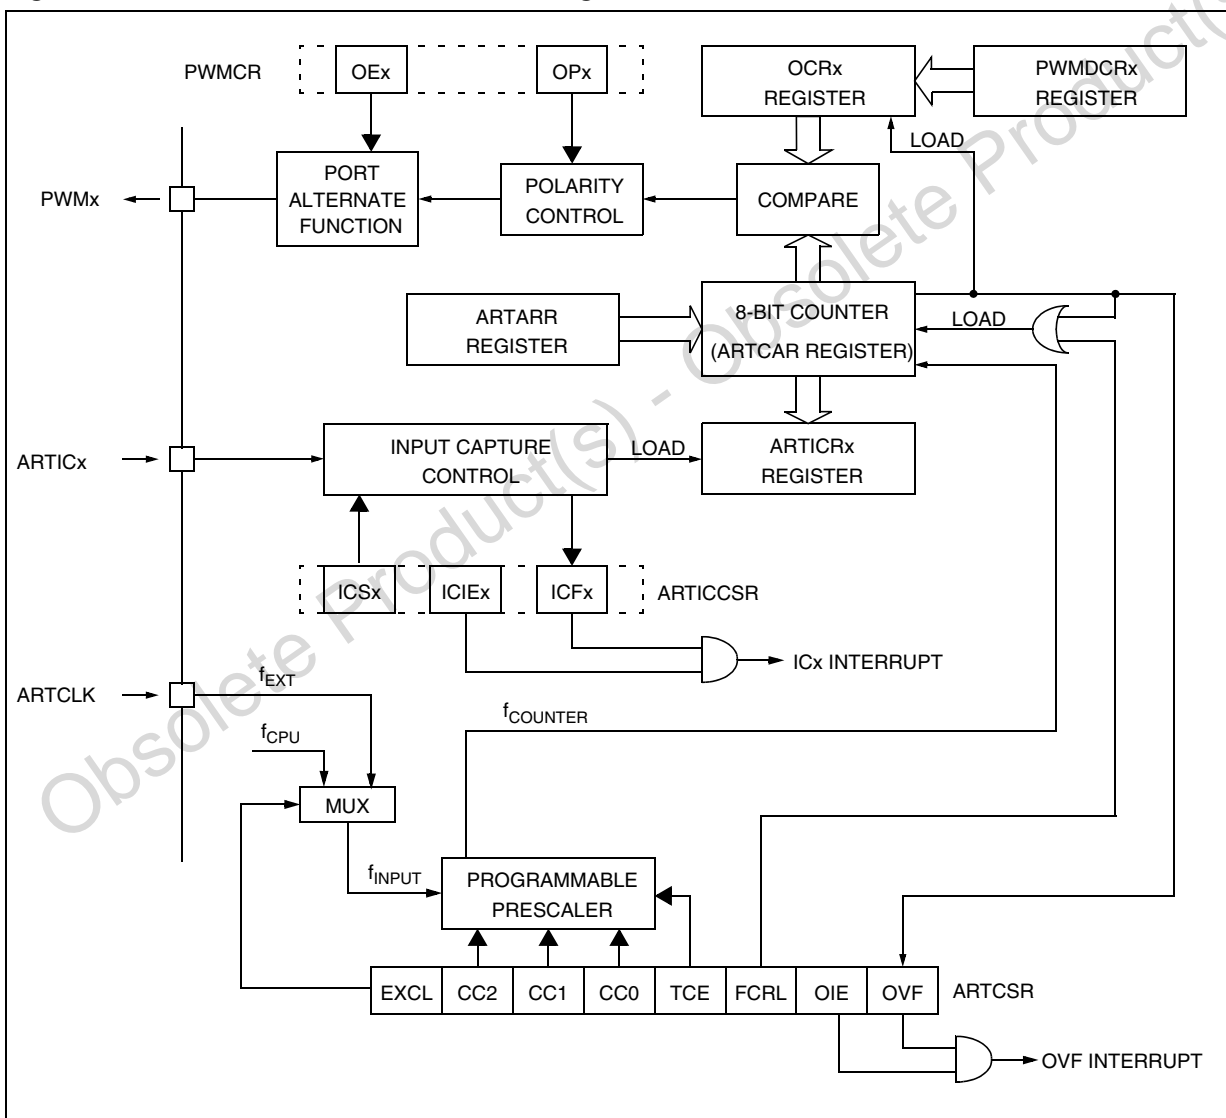 PWMCR
OEx
OPx
OCRx
REGISTER
PWMDCRx
REGISTER
LOAD
PWMx
PORT
ALTERNATE
FUNCTION
POLARITY
CONTROL
COMPARE
ARTARR
REGISTER
8-BIT COUNTER
(ARTCAR REGISTER)
LOAD
ARTICx
INPUT CAPTURE
CONTROL
LOAD
ARTICRx
REGISTER
ICSx
ICIEx
ICFx
ARTICCSR
ICx INTERRUPT
ARTCLK
fEXT
fCPU
fCOUNTER
MUX
fINPUT
PROGRAMMABLE
PRESCALER
EXCL CC2 CC1 CC0 TCE FCRL OIE OVF
ARTCSR
OVF INTERRUPT
Obsolete Product(s) - Obsolete Product(s)